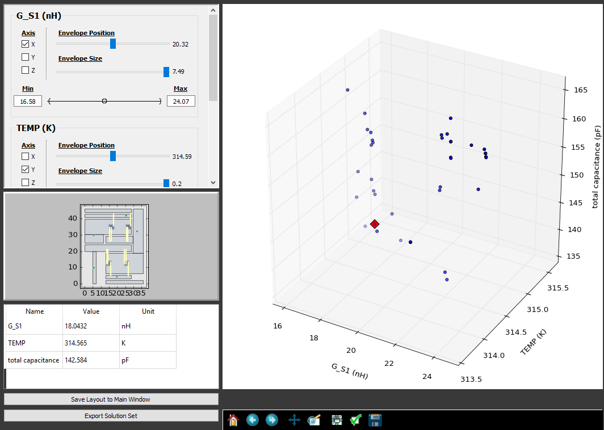 G_S1 (nH)
Axis
Envelope Position
X
20.32
Y
Envelope Size
Z
7.49
Min
Max
16.58
24.07
TEMP (K)
Axis
Envelope Position
X
314.59
Y
Envelope Size
Z
0.2
40
30
20
10
0
0 5 10 15 20 25 30 35
Name Value Unit
G_S1 18.0432 nH
TEMP 314.565 K
total capacitance 142.584 pF
Save Layout to Main Window
Export Solution Set
165
160
155
150
145
140
135
total capacitance (pF)
315.5
315.0
314.5
314.0
313.5
TEMP (K)
16
18
20
22
24
G_S1 (nH)